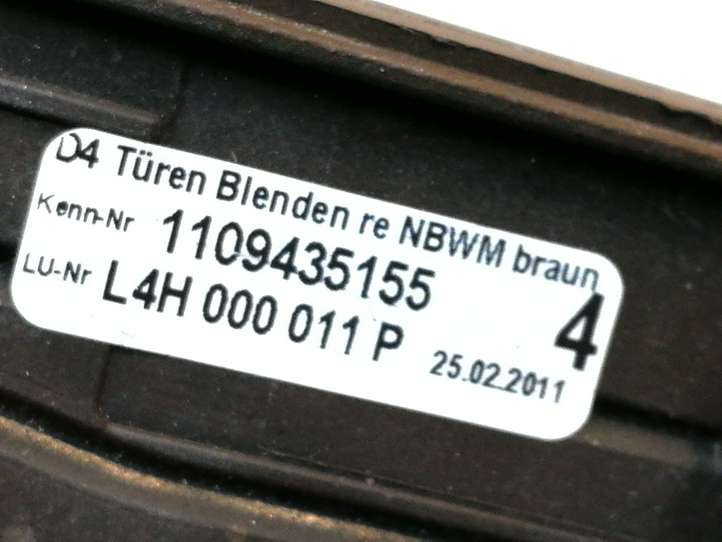 D4 Türen Blenden re NBWM braun
Kenn-Nr 1109435155
LU-Nr L4H 000 011 P
4
25.02.2011